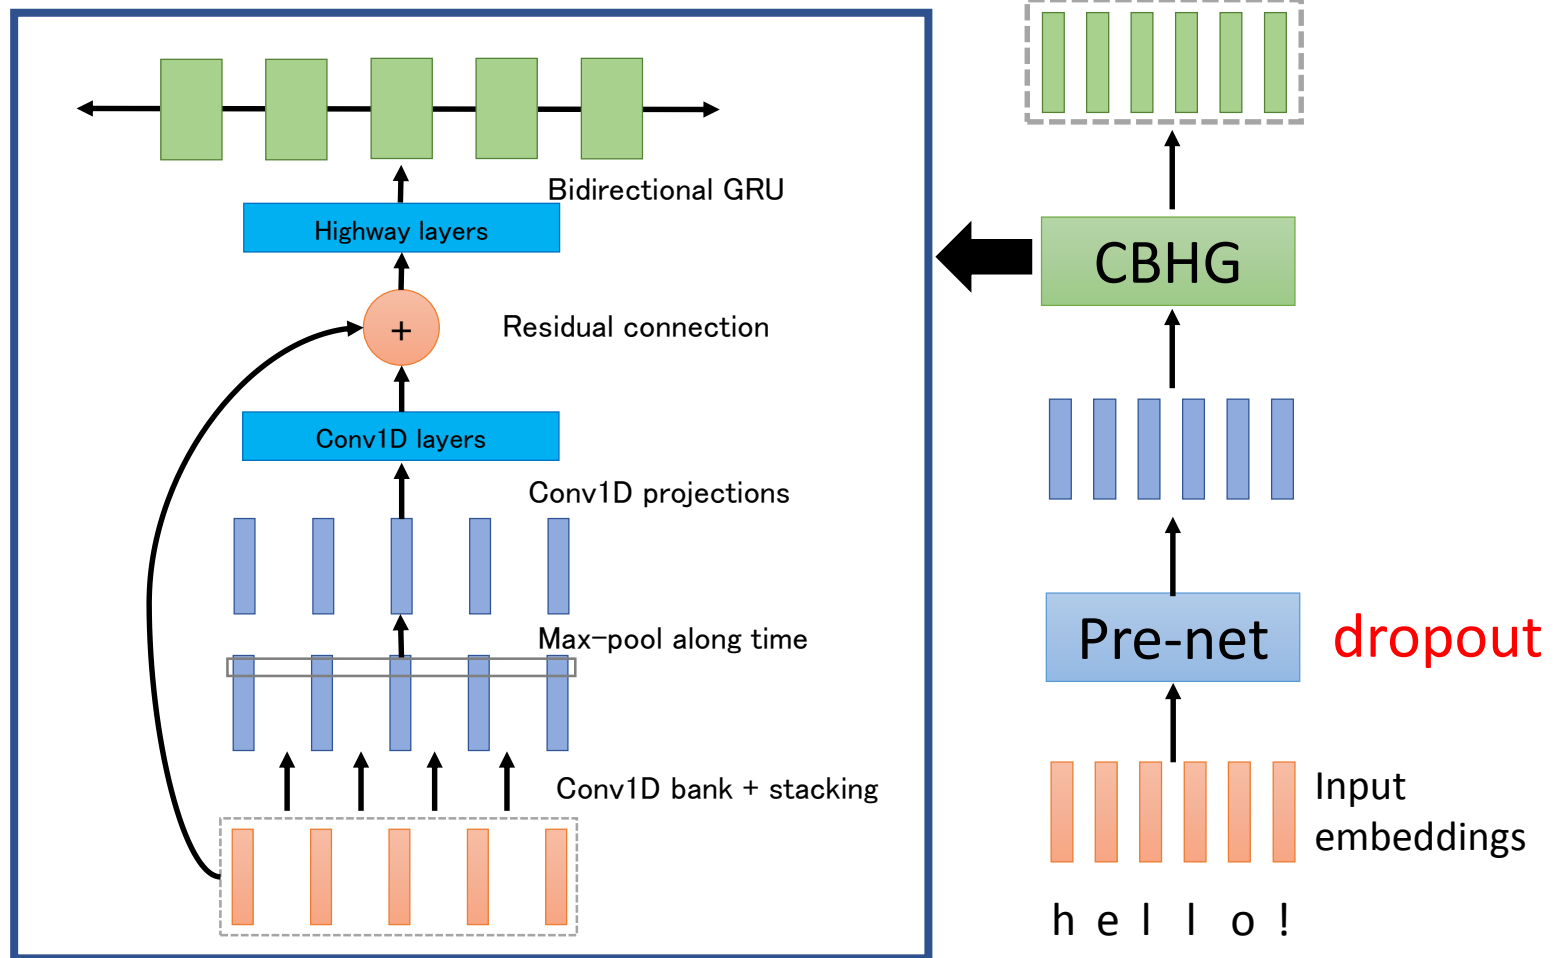 Bidirectional GRU
Highway layers
+
Residual connection
Conv1D layers
Conv1D projections
Max-pool along time
Conv1D bank + stacking
CBHG
Pre-net
dropout
Input
embeddings
h e l l o !